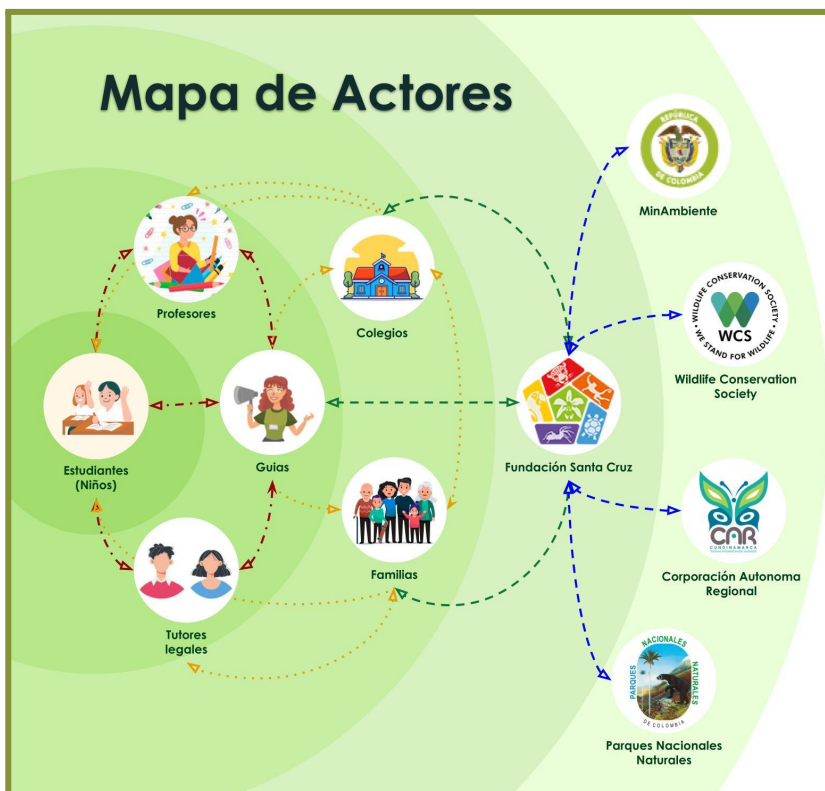 Mapa de Actores
REPÚBLICA
DE COLOMBIA
MinAmbiente
Profesores
Colegios
WILDLIFE CONSERVATION SOCIETY
WCS
WE STAND FOR WILDLIFE
Wildlife Conservation
Society
Estudiantes
(Niños)
Guias
Fundación Santa Cruz
Familias
CAR
CUNDINAMARCA
Corporación Autonoma
Regional
Tutores
legales
PARQUES
NACIONALES
NATURALES
DE COLOMBIA
Parques Nacionales
Naturales